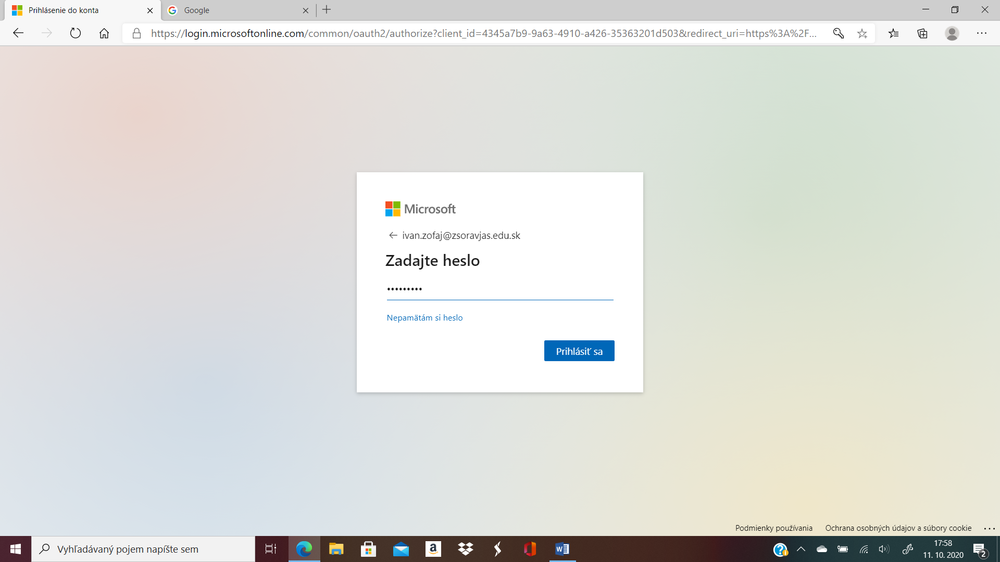 Prihlásenie do konta
Google
https://login.microsoftonline.com/common/oauth2/authorize?client_id=4345a7b9-9a63-4910-a426-35363201d503&redirect_uri=https%3A%2F...
Microsoft
ivan.zofaj@zsoravjas.edu.sk
Zadajte heslo
Nepamätám si heslo
Prihlásiť sa
Podmienky používania Ochrana osobných údajov a súbory cookie
Vyhľadávaný pojem napíšte sem
17:58
11. 10. 2020
2